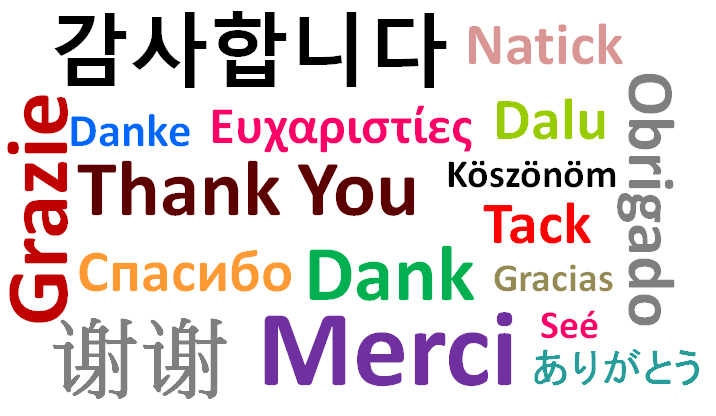 감사합니다
Natick
Grazie
Danke
Ευχαριστίες
Dalu
Obrigado
Thank You
Köszönöm
Tack
Спасибо
Dank
Gracias
谢谢
Merci
Seé
ありがとう